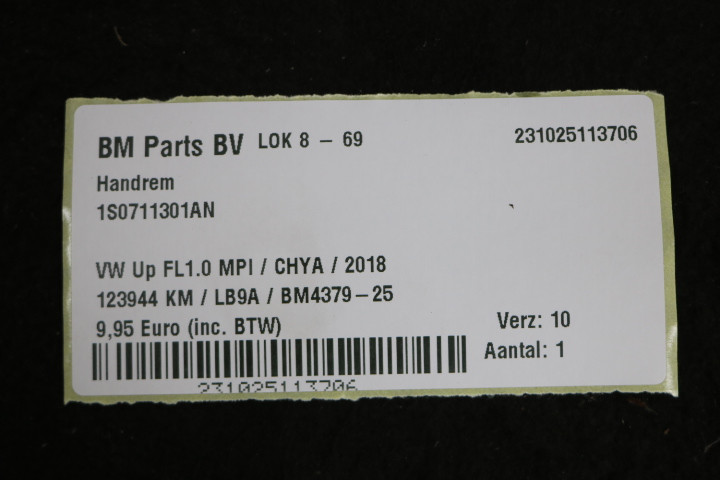 BM Parts BV LOK 8 - 69 231025113706
Handrem
1S0711301AN
VW Up FL1.0 MPI / CHYA / 2018
123944 KM / LB9A / BM4379-25
9,95 Euro (inc. BTW) Verz: 10
Aantal: 1
231025113706